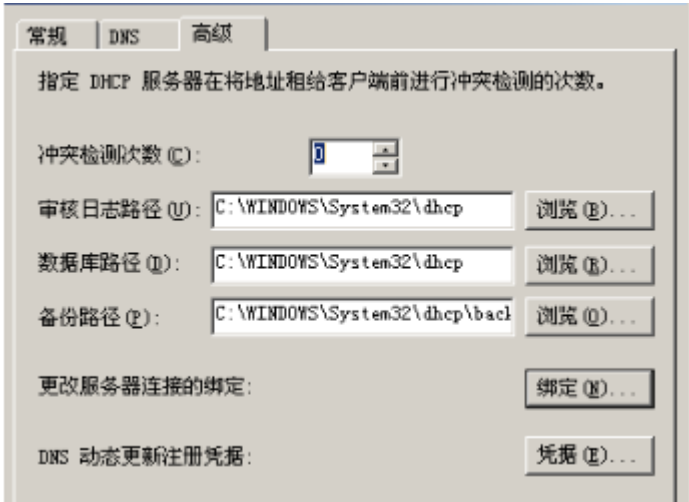 常规 DNS 高级
指定 DHCP 服务器在将地址租给客户端前进行冲突检测的次数。
冲突检测次数(C): 0
审核日志路径(U): C:\WINDOWS\System32\dhcp 浏览(B)...
数据库路径(D): C:\WINDOWS\System32\dhcp 浏览(R)...
备份路径(P): C:\WINDOWS\System32\dhcp\back 浏览(O)...
更改服务器连接的绑定: 绑定(N)...
DNS 动态更新注册凭据: 凭据(E)...